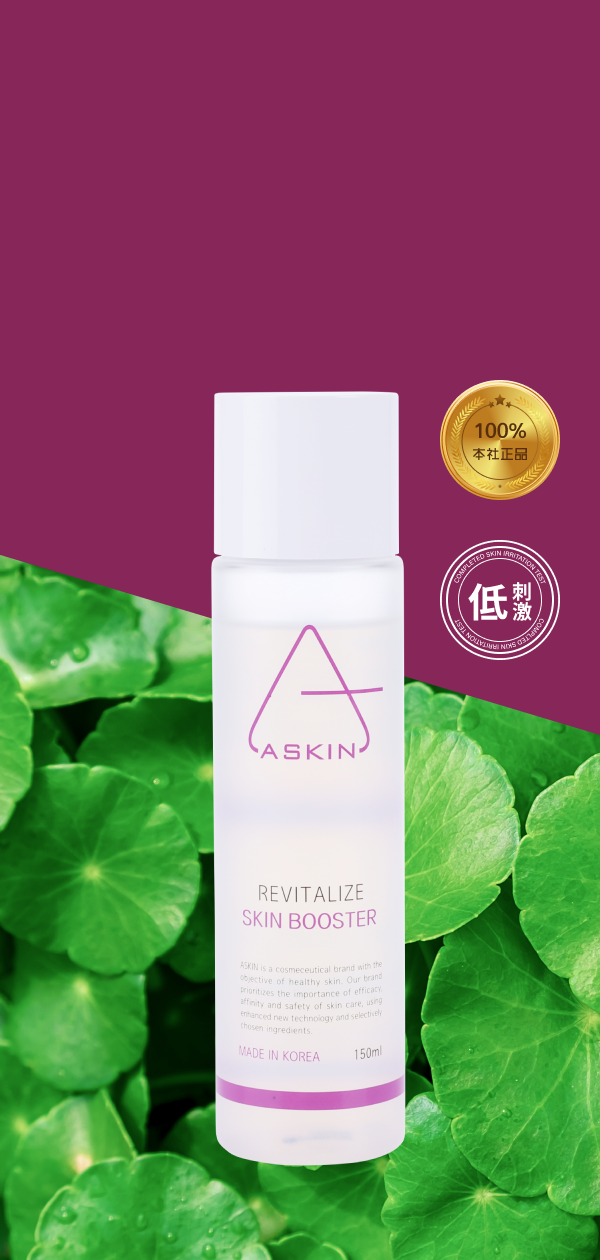 100%
本社正品
COMPLETED SKIN IRRITATION TEST
低刺激
COMPLETED SKIN IRRITATION TEST
ASKIN
REVITALIZE
SKIN BOOSTER
ASKIN is a cosmeceutical brand with the
objective of healthy skin. Our brand
prioritizes the importance of efficacy,
affinity and safety of skin care, using
enhanced new technology and selectively
chosen ingredients.
MADE IN KOREA 150ml